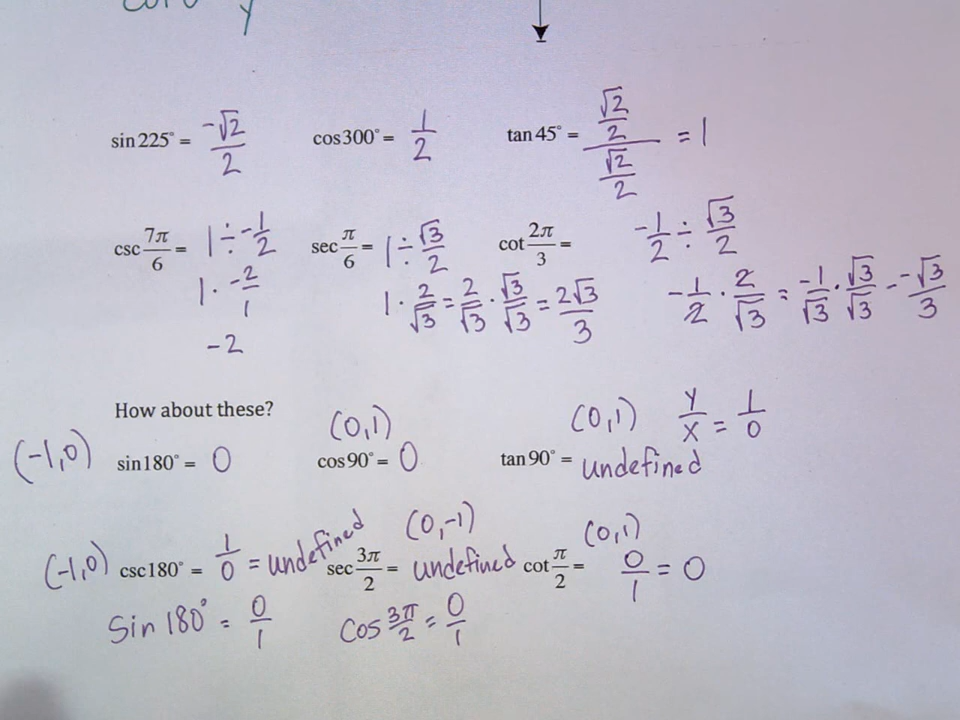 y
sin 225° = -√2/2   cos 300° = 1/2   tan 45° = (√2/2)/(√2/2) = 1
csc 7π/6 = 1 ÷ -1/2   sec π/6 = 1 ÷ √3/2   cot 2π/3 =   -1/2 ÷ √3/2
1 · -2/1   1 · 2/√3 = 2/√3 · √3/√3 = 2√3/3   -1/2 · 2/√3 = -1/√3 · √3/√3 - -√3/3
-2
How about these?
(0,1)   (0,1)   y/x = 1/0
(-1,0) sin 180° = 0   cos 90° = 0   tan 90° = undefined
(0,-1)   (0,1)
(-1,0) csc 180° = 1/0 = undefined   sec 3π/2 = undefined   cot π/2 = 0/1 = 0
Sin 180° = 0/1   Cos 3π/2 = 0/1